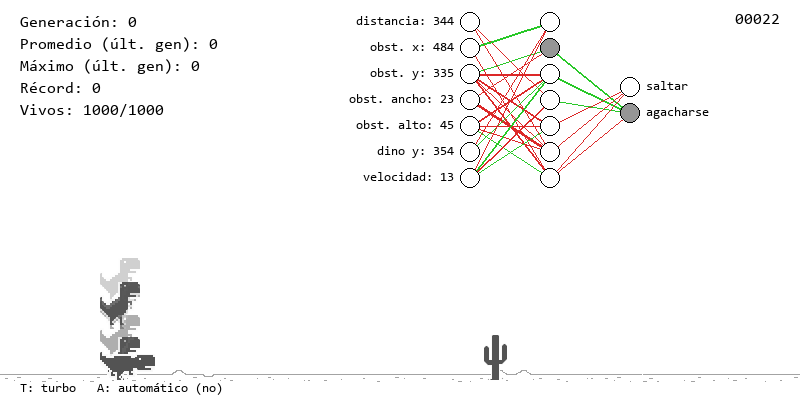 Generación: 0
Promedio (últ. gen): 0
Máximo (últ. gen): 0
Récord: 0
Vivos: 1000/1000
distancia: 344
obst. x: 484
obst. y: 335
obst. ancho: 23
obst. alto: 45
dino y: 354
velocidad: 13
saltar
agacharse
00022
T: turbo   A: automático (no)